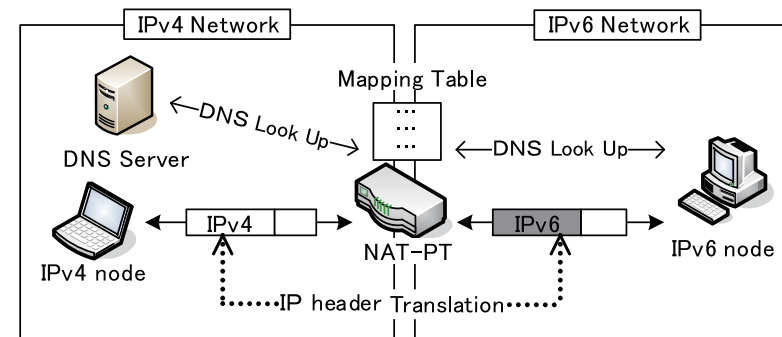 IPv4 Network
IPv6 Network
Mapping Table
...
...
DNS Look Up
DNS Look Up
DNS Server
IPv4
IPv6
NAT-PT
IPv4 node
IPv6 node
IP header Translation